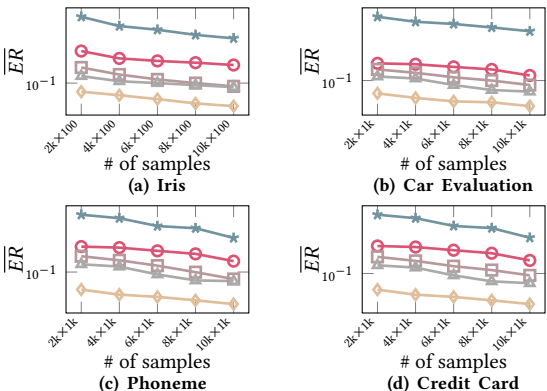 ER
10⁻¹
2k×100 4k×100 6k×100 8k×100 10k×100
# of samples
(a) Iris
ER
10⁻¹
2k×1k 4k×1k 6k×1k 8k×1k 10k×1k
# of samples
(b) Car Evaluation
ER
10⁻¹
2k×1k 4k×1k 6k×1k 8k×1k 10k×1k
# of samples
(c) Phoneme
ER
10⁻¹
2k×1k 4k×1k 6k×1k 8k×1k 10k×1k
# of samples
(d) Credit Card